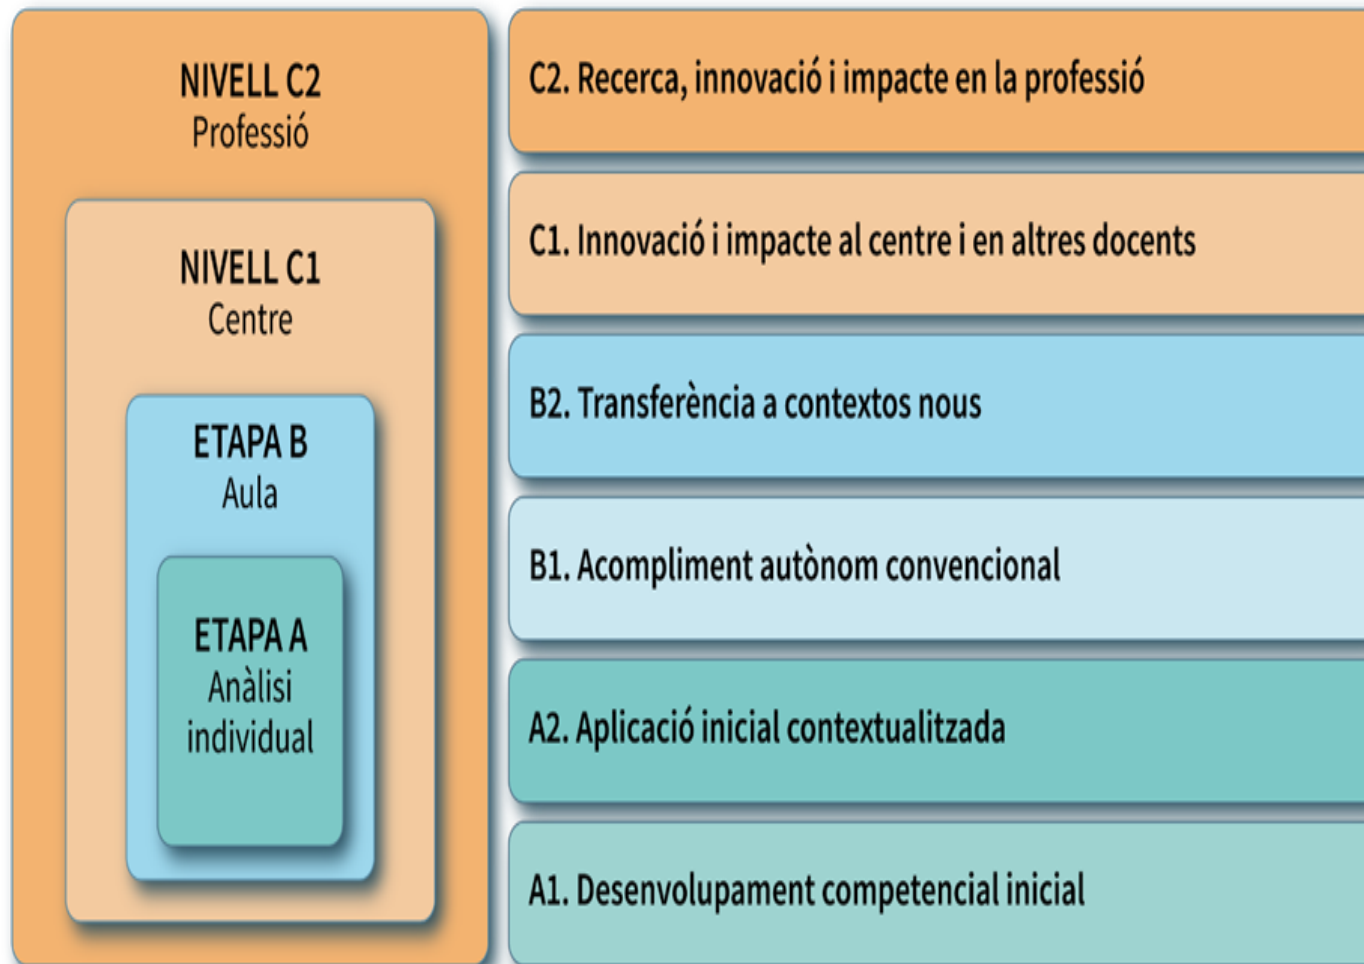 NIVELL C2
Professió
NIVELL C1
Centre
ETAPA B
Aula
ETAPA A
Anàlisi
individual
C2. Recerca, innovació i impacte en la professió
C1. Innovació i impacte al centre i en altres docents
B2. Transferència a contextos nous
B1. Acompliment autònom convencional
A2. Aplicació inicial contextualitzada
A1. Desenvolupament competencial inicial